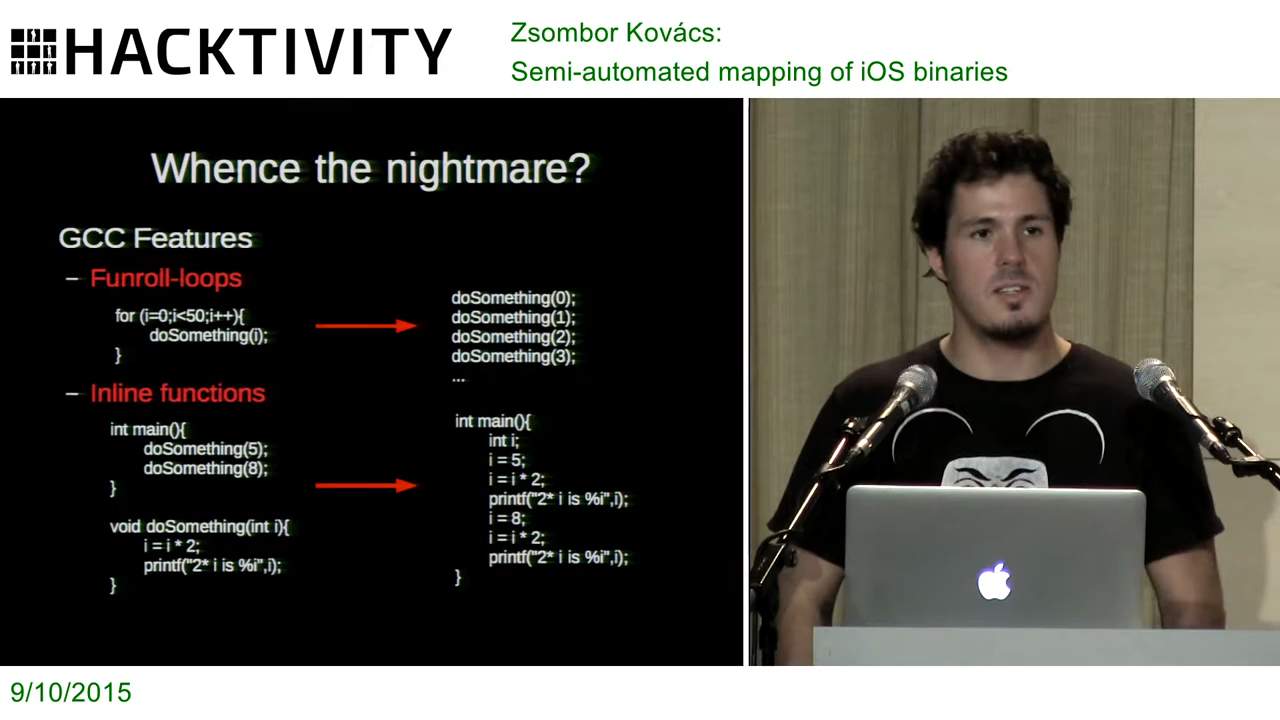 HACKTIVITY
Zsombor Kovács:
Semi-automated mapping of iOS binaries
Whence the nightmare?
GCC Features
– Funroll-loops
for (i=0;i<50;i++){
doSomething(i);
}
doSomething(0);
doSomething(1);
doSomething(2);
doSomething(3);
...
– Inline functions
int main(){
doSomething(5);
doSomething(8);
}
void doSomething(int i){
i = i * 2;
printf("2* i is %i",i);
}
int main(){
int i;
i = 5;
i = i * 2;
printf("2* i is %i",i);
i = 8;
i = i * 2;
printf("2* i is %i",i);
}
9/10/2015